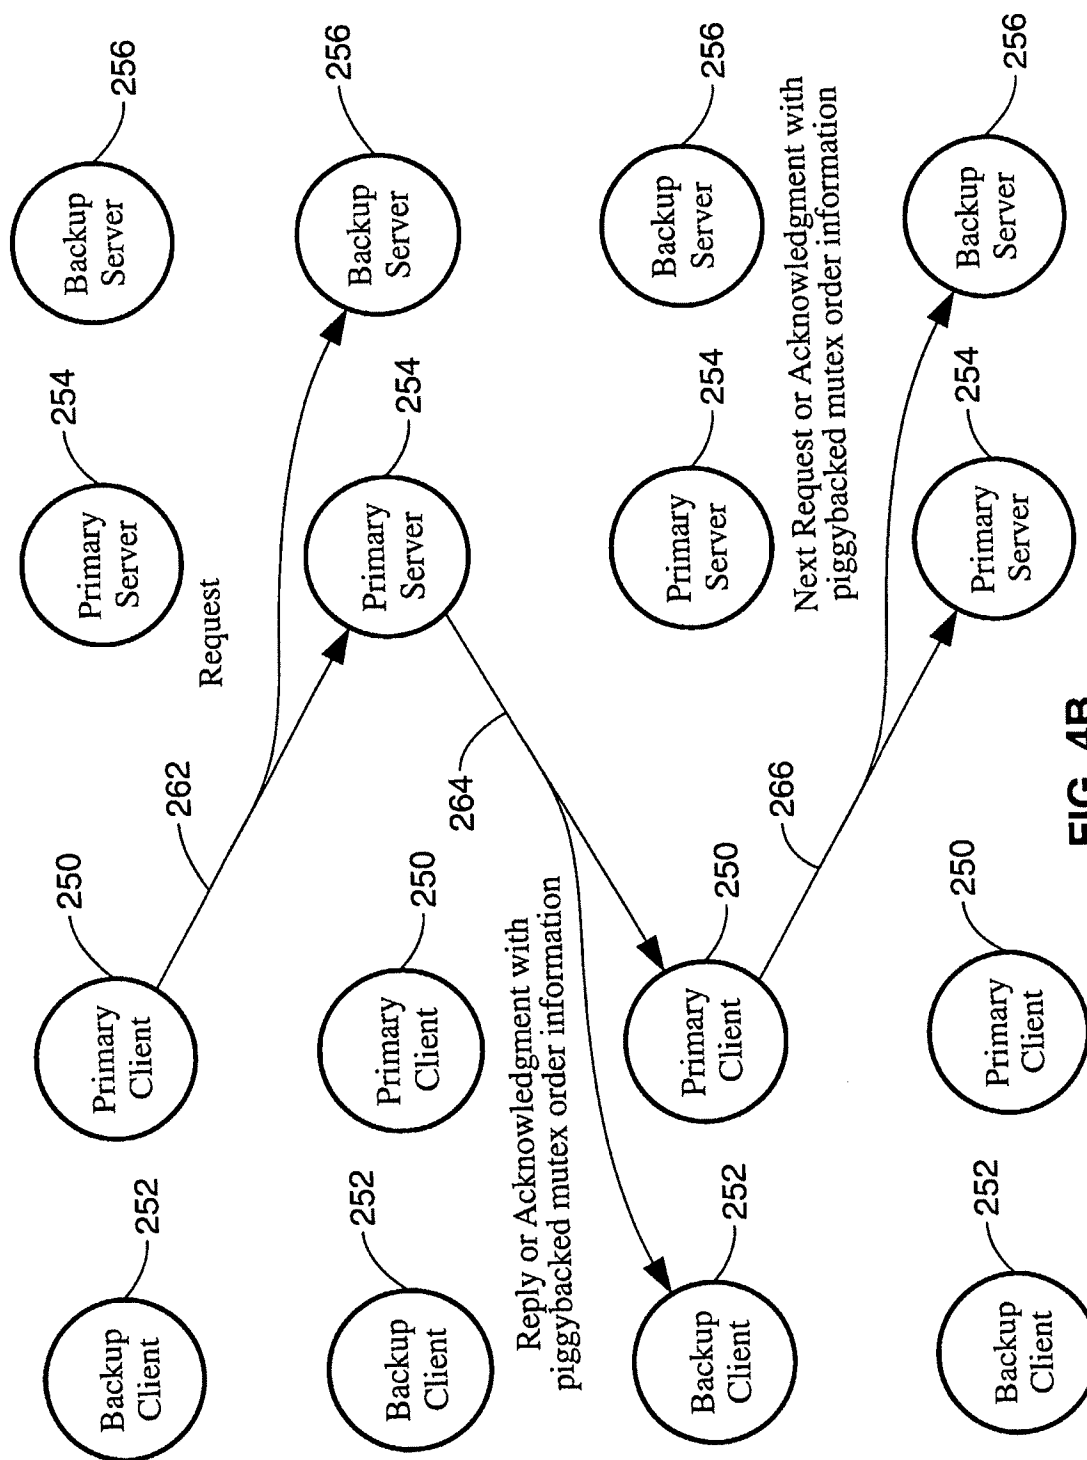 Backup
Client
252
Primary
Client
250
Primary
Server
254
Backup
Server
256
262
Request
Backup
Client
252
Primary
Client
250
Primary
Server
254
Backup
Server
256
264
Reply or Acknowledgment with
piggybacked mutex order information
Backup
Client
252
Primary
Client
250
Primary
Server
254
Backup
Server
256
266
Next Request or Acknowledgment with
piggybacked mutex order information
Backup
Client
252
Primary
Client
250
Primary
Server
254
Backup
Server
256
FIG. 4B